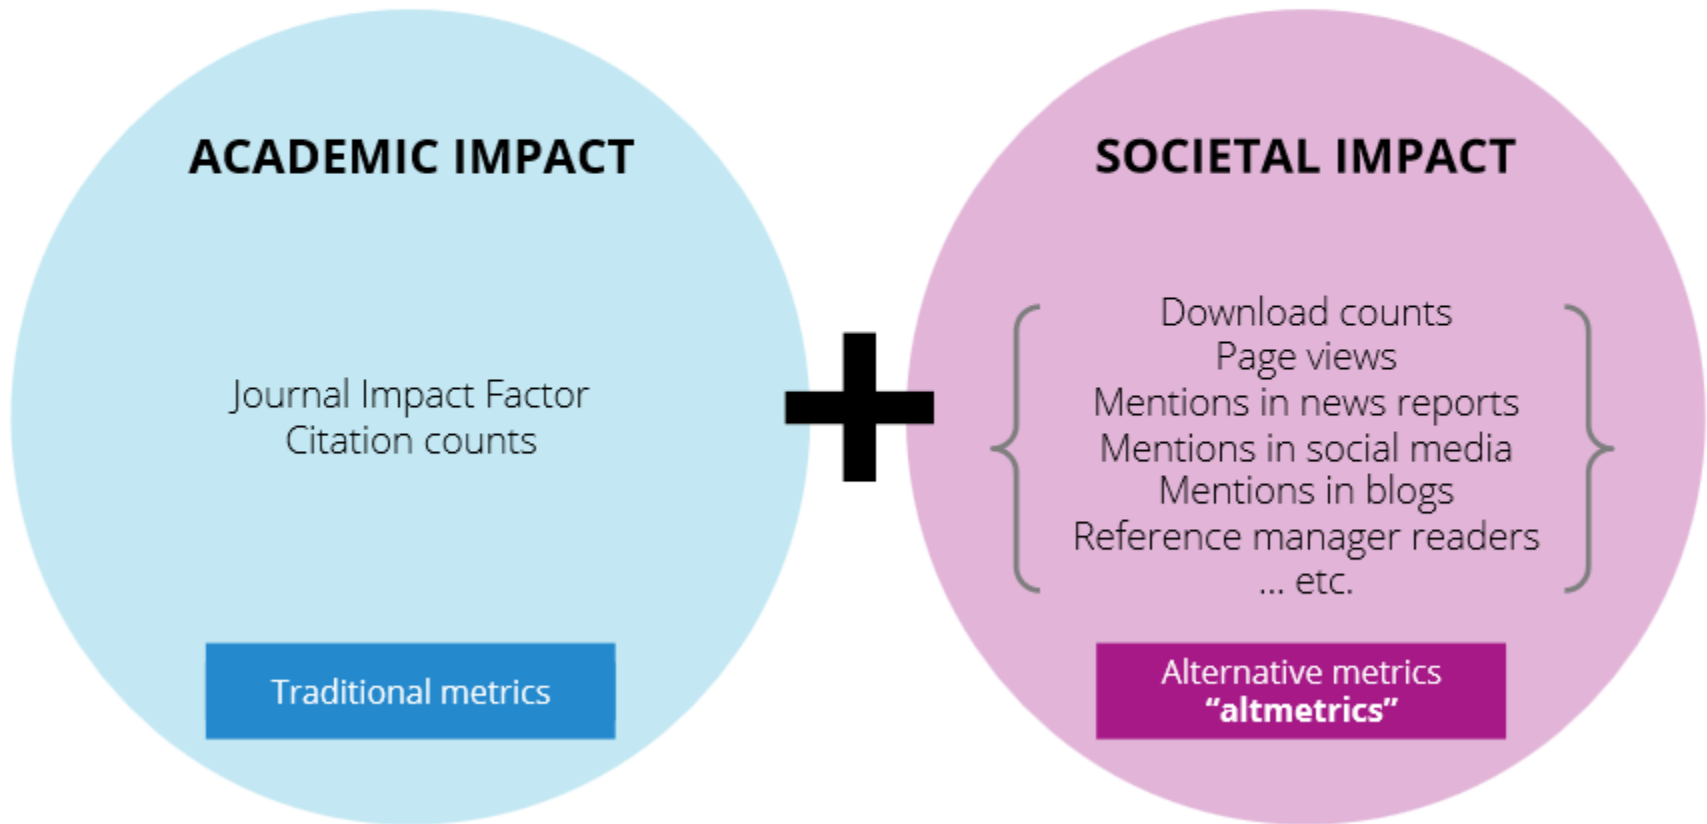 ACADEMIC IMPACT
Journal Impact Factor
Citation counts
Traditional metrics
SOCIETAL IMPACT
Download counts
Page views
Mentions in news reports
Mentions in social media
Mentions in blogs
Reference manager readers
... etc.
Alternative metrics
“altmetrics”